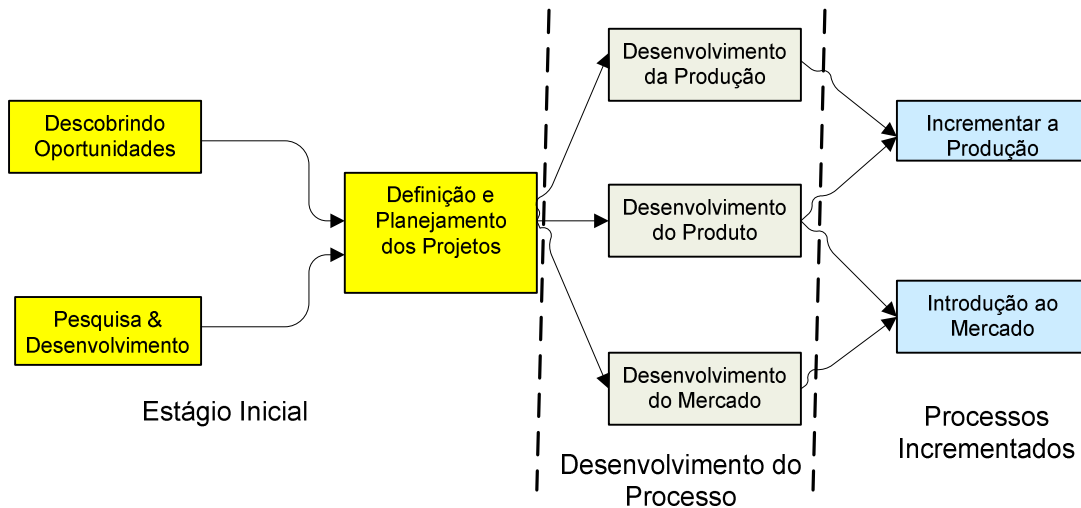 Descobrindo
Oportunidades
Pesquisa &
Desenvolvimento
Estágio Inicial
Definição e
Planejamento
dos Projetos
Desenvolvimento
da Produção
Desenvolvimento
do Produto
Desenvolvimento
do Mercado
Desenvolvimento do
Processo
Incrementar a
Produção
Introdução ao
Mercado
Processos
Incrementados